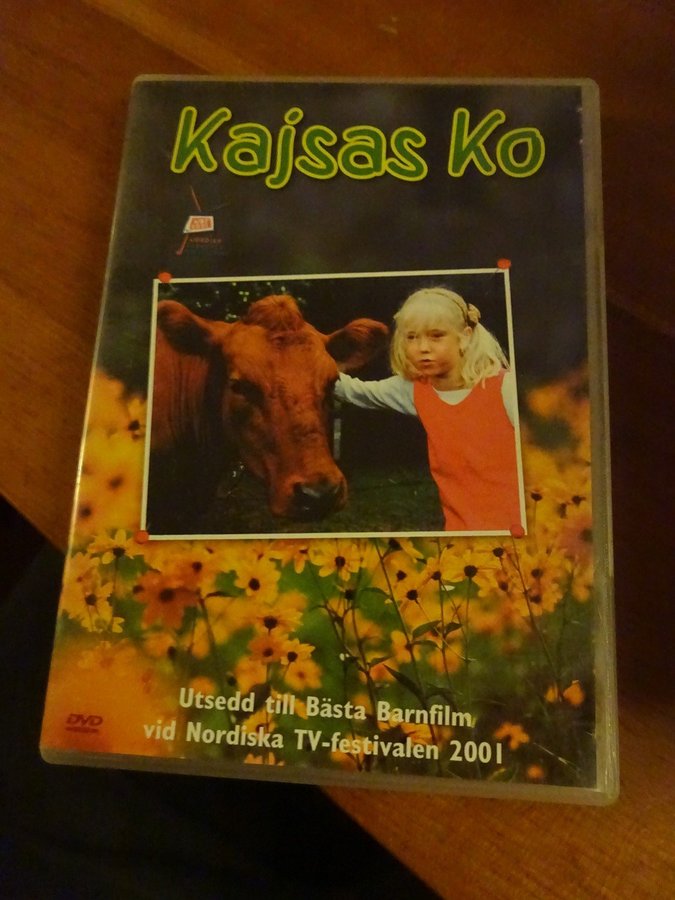 Kajsas Ko
Utsedd till Bästa Barnfilm
vid Nordiska TV-festivalen 2001
DVD